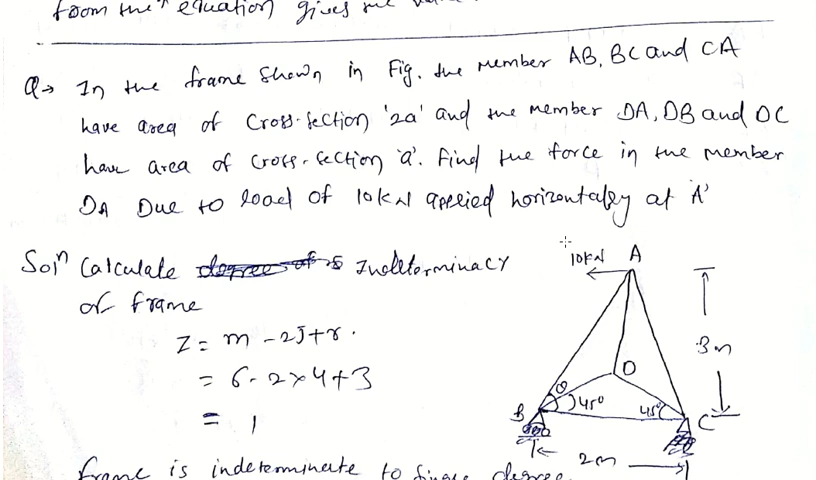 from the equation gives the
Q→ In the frame shown in Fig. the member AB, BC and CA
have area of cross-section '2a' and the member DA, DB and DC
have area of cross-section 'a'. Find the force in the member
DA Due to load of 10kN applied horizontaley at 'A'
Solⁿ Calculate Indeterminacy
of frame
I = m - 2J + r.
= 6 - 2×4+3
= 1
frame is indeterminate to single degree.
10kN A
3m
D
θ
45°
45°
B
C
2m